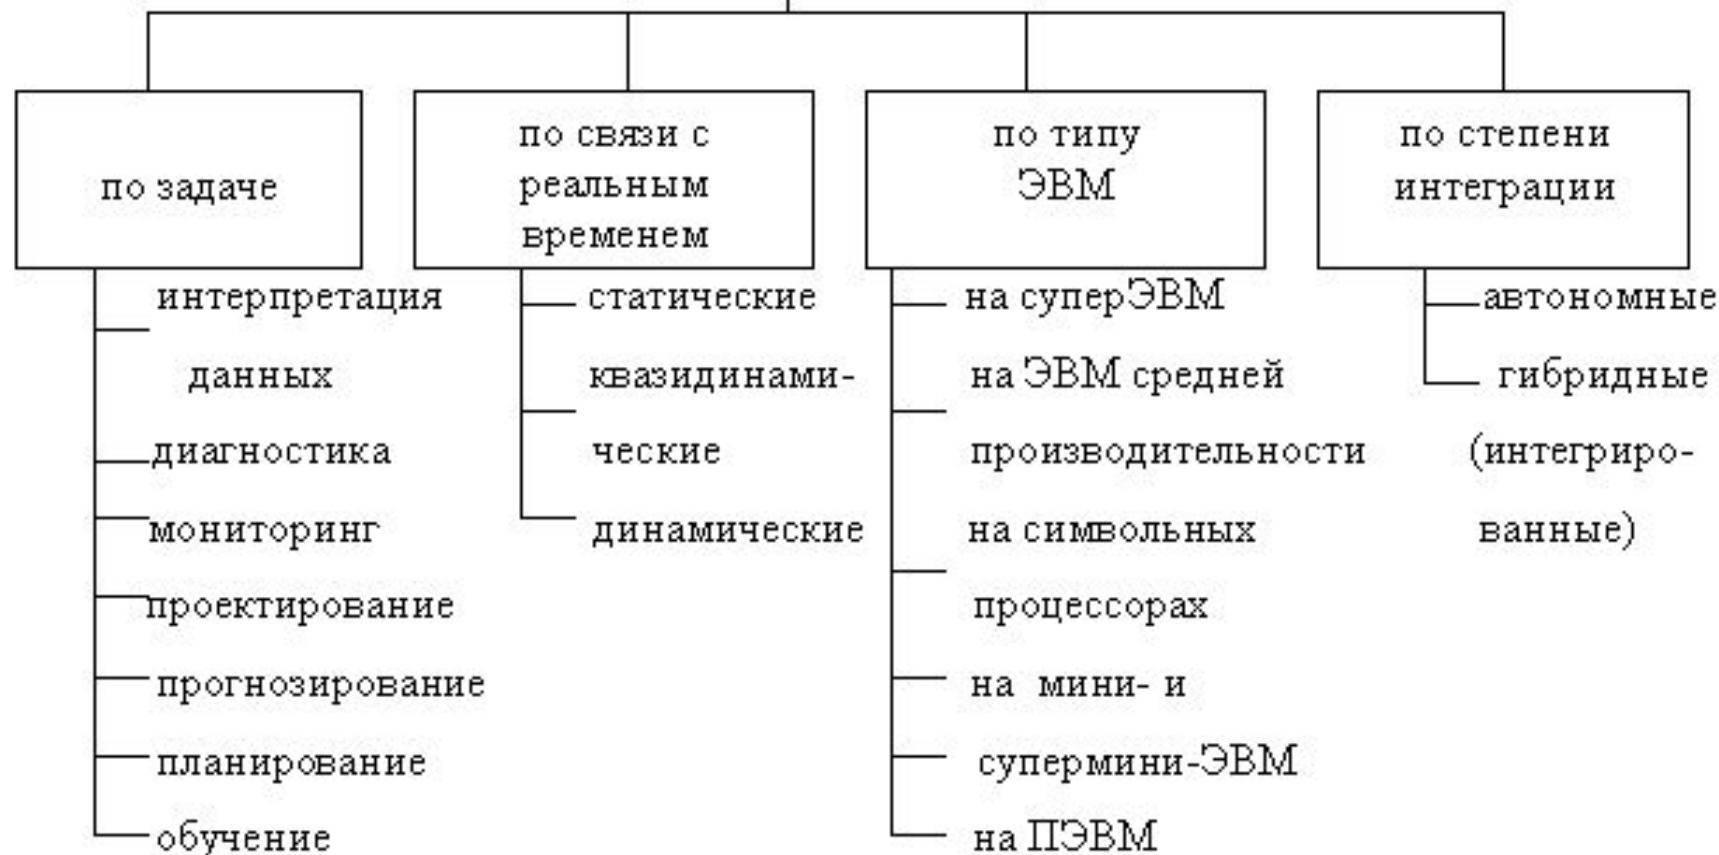 по задаче
интерпретация
данных
диагностика
мониторинг
проектирование
прогнозирование
планирование
обучение
по связи с
реальным
временем
статические
квазидинами-
ческие
динамические
по типу
ЭВМ
на суперЭВМ
на ЭВМ средней
производительности
на символьных
процессорах
на мини- и
супермини-ЭВМ
на ПЭВМ
по степени
интеграции
автономные
гибридные
(интегриро-
ванные)